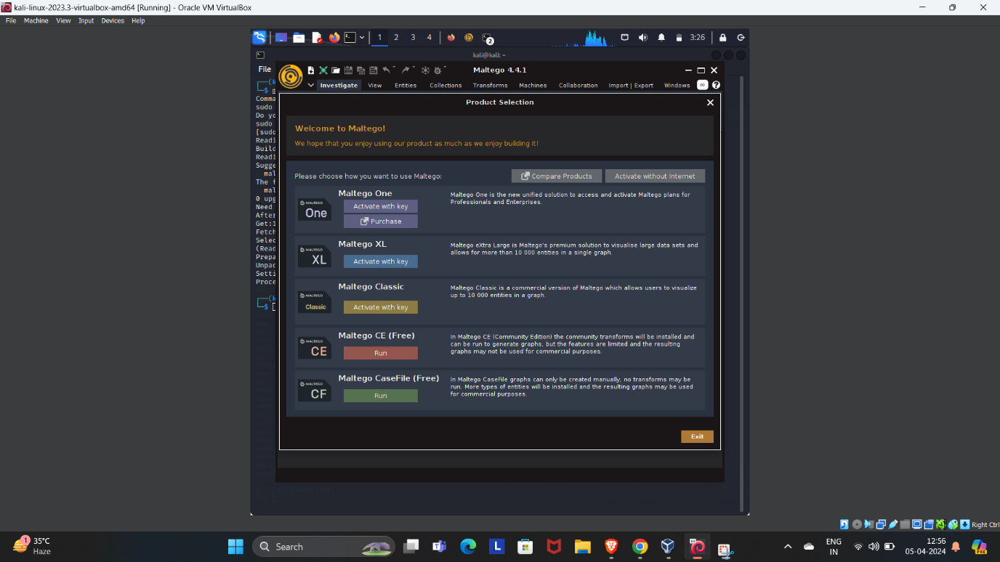 kali-linux-2023.3-virtualbox-amd64 [Running] - Oracle VM VirtualBox
File Machine View Input Devices Help
1 2 3 4 2 3:26
kali@kali: ~
File
Maltego 4.4.1
Investigate View Entities Collections Transforms Machines Collaboration Import | Export Windows
Product Selection
Comma
sudo
Do yo
sudo
[sudo
Readi
Build
Readi
Sugge
mal
The f
mal
0 upg
Need
After
Get:1
Fetch
Selec
(Read
Prepa
Unpac
Setti
Proce
Welcome to Maltego!
We hope that you enjoy using our product as much as we enjoy building it!
Please choose how you want to use Maltego:
Compare Products
Activate without Internet
MALTEGO
One
Maltego One
Activate with key
Purchase
Maltego One is the new unified solution to access and activate Maltego plans for
Professionals and Enterprises.
MALTEGO
XL
Maltego XL
Activate with key
Maltego eXtra Large is Maltego's premium solution to visualise large data sets and
allows for more than 10 000 entities in a single graph.
MALTEGO
Classic
Maltego Classic
Activate with key
Maltego Classic is a commercial version of Maltego which allows users to visualize
up to 10 000 entities in a graph.
MALTEGO
CE
Maltego CE (Free)
Run
In Maltego CE (Community Edition) the community transforms will be installed and
can be run to generate graphs, but the features are limited and the resulting
graphs may not be used for commercial purposes.
MALTEGO
CF
Maltego CaseFile (Free)
Run
In Maltego CaseFile graphs can only be created manually, no transforms may be
run. More types of entities will be installed and the resulting graphs may be used
for commercial purposes.
Exit
Right Ctrl
1
35°C
Haze
Search
L
ENG
IN
12:56
05-04-2024
PRE